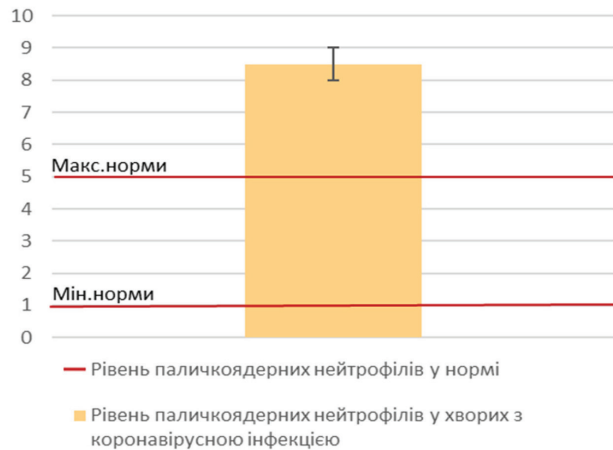 10
9
8
7
6
Макс.норми
5
4
3
2
Мін.норми
1
0
Рівень паличкоядерних нейтрофілів у нормі
Рівень паличкоядерних нейтрофілів у хворих з
коронавірусною інфекцією